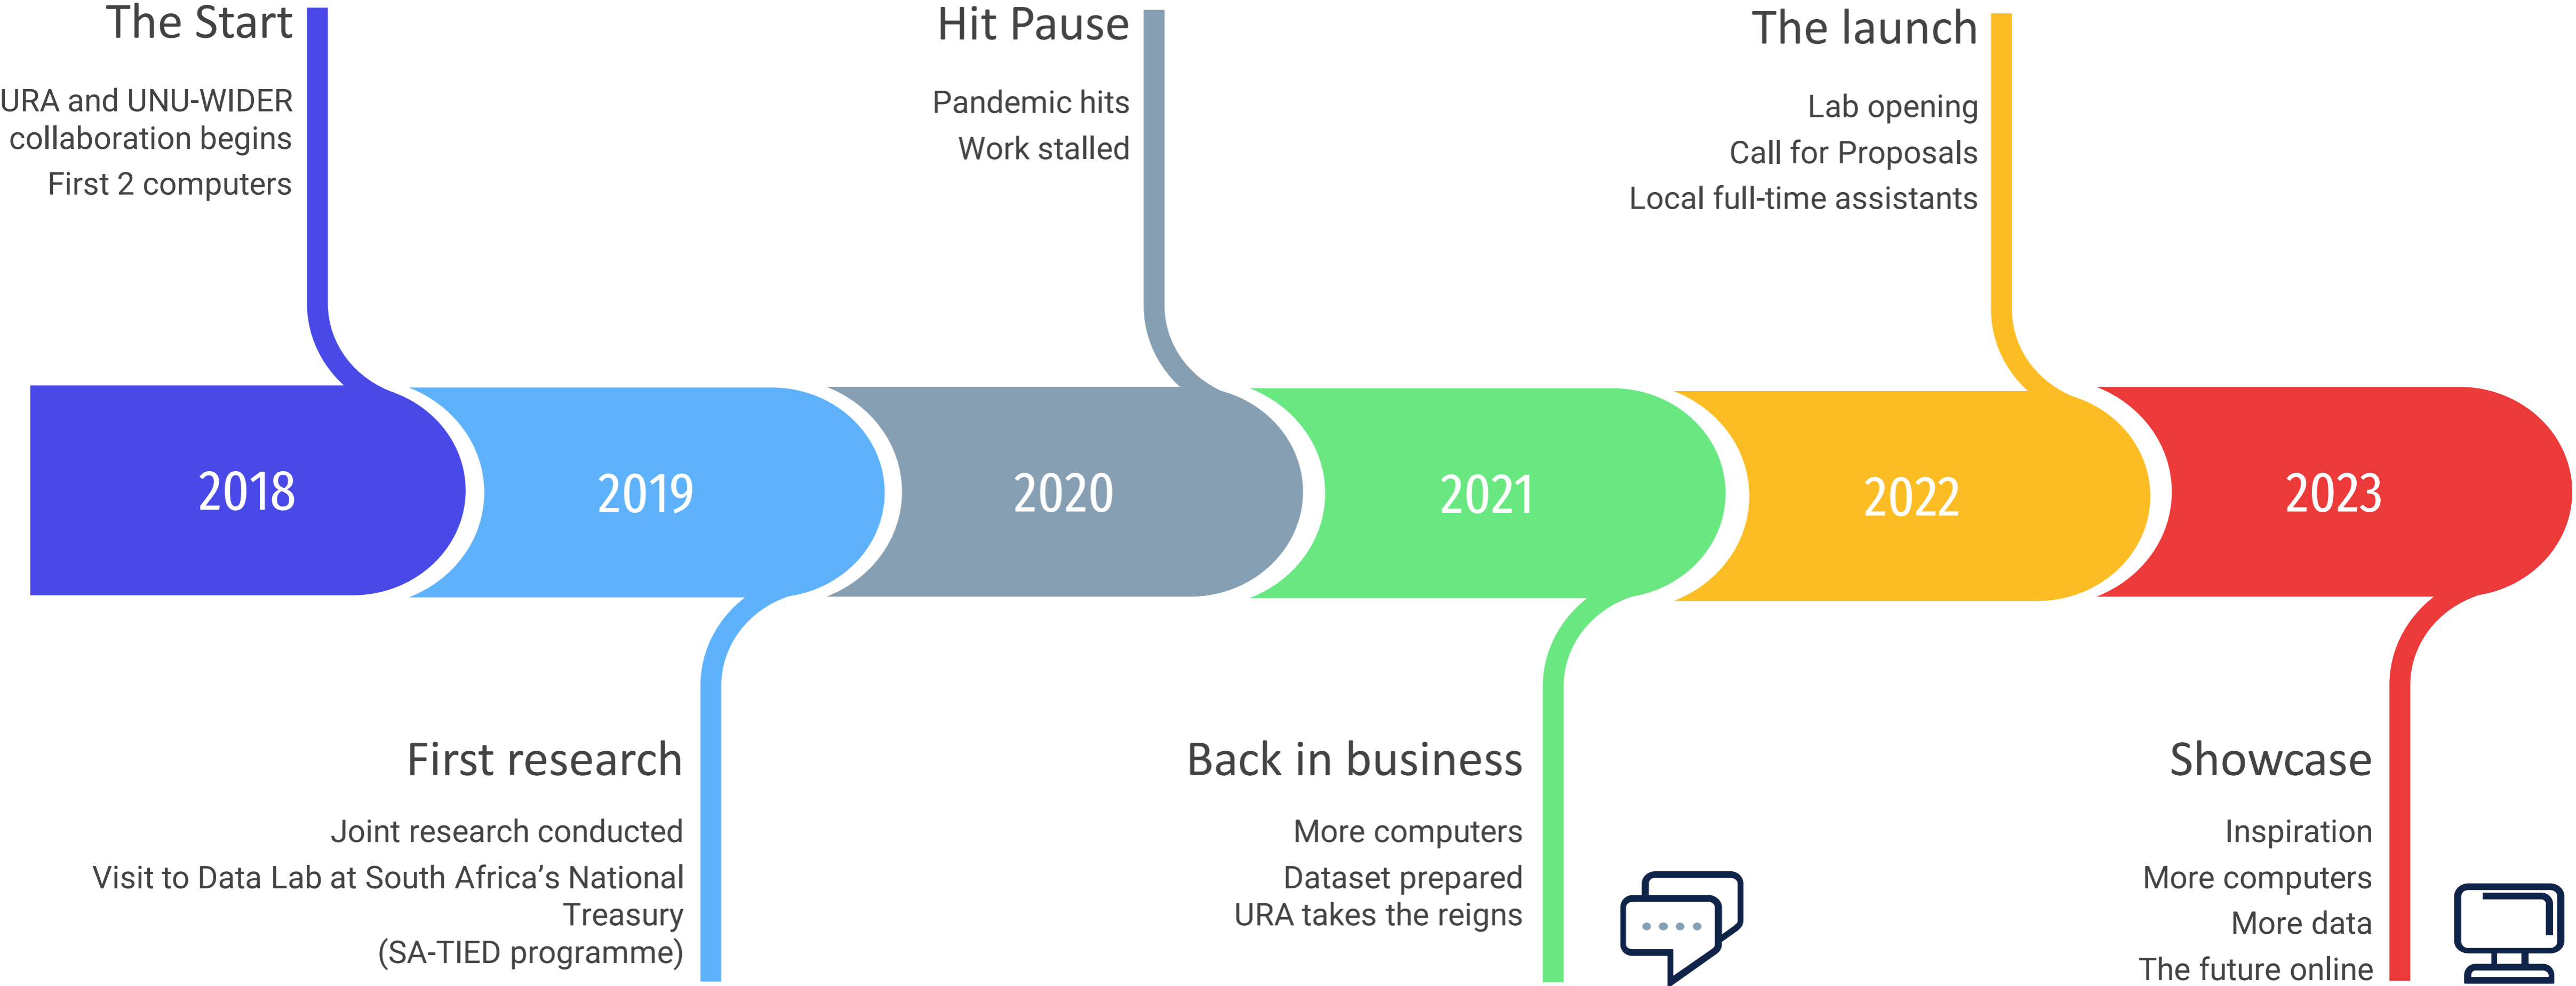 The Start
URA and UNU-WIDER
collaboration begins
First 2 computers
Hit Pause
Pandemic hits
Work stalled
The launch
Lab opening
Call for Proposals
Local full-time assistants
2018
2019
2020
2021
2022
2023
First research
Joint research conducted
Visit to Data Lab at South Africa’s National
Treasury
(SA-TIED programme)
Back in business
More computers
Dataset prepared
URA takes the reigns
Showcase
Inspiration
More computers
More data
The future online